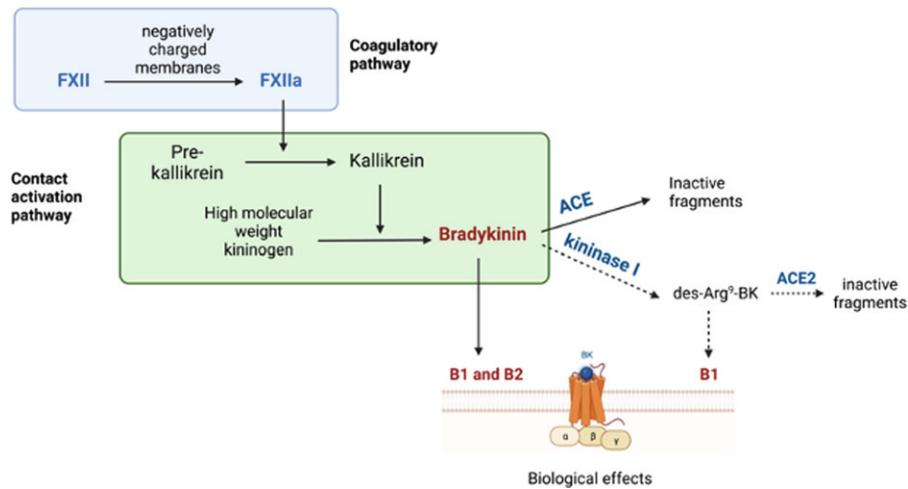 negatively
charged
membranes
FXII
FXIIa
Coagulatory
pathway
Contact
activation
pathway
Pre-
kallikrein
Kallikrein
High molecular
weight
kininogen
Bradykinin
ACE
Inactive
fragments
kininase I
des-Arg⁹-BK
ACE2
inactive
fragments
B1 and B2
BK
B1
α
β
γ
Biological effects